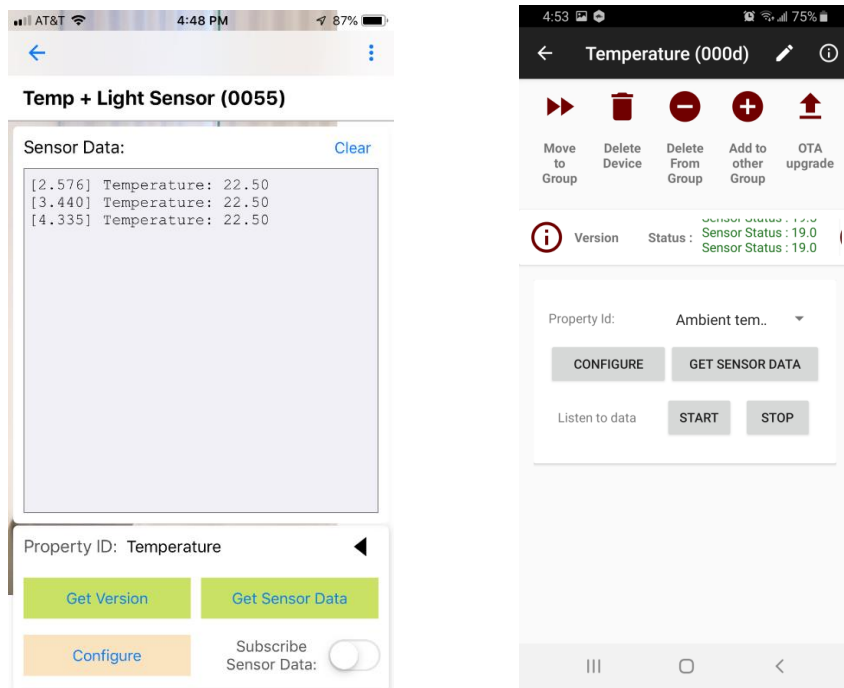 AT&T 4:48 PM 87%
Temp + Light Sensor (0055)
Sensor Data: Clear
[2.576] Temperature: 22.50
[3.440] Temperature: 22.50
[4.335] Temperature: 22.50
Property ID: Temperature
Get Version Get Sensor Data
Configure
Subscribe
Sensor Data:
4:53 75%
Temperature (000d)
Move
to
Group
Delete
Device
Delete
From
Group
Add to
other
Group
OTA
upgrade
Version Status :
Sensor Status : 19.0
Sensor Status : 19.0
Property Id: Ambient tem..
CONFIGURE GET SENSOR DATA
Listen to data START STOP